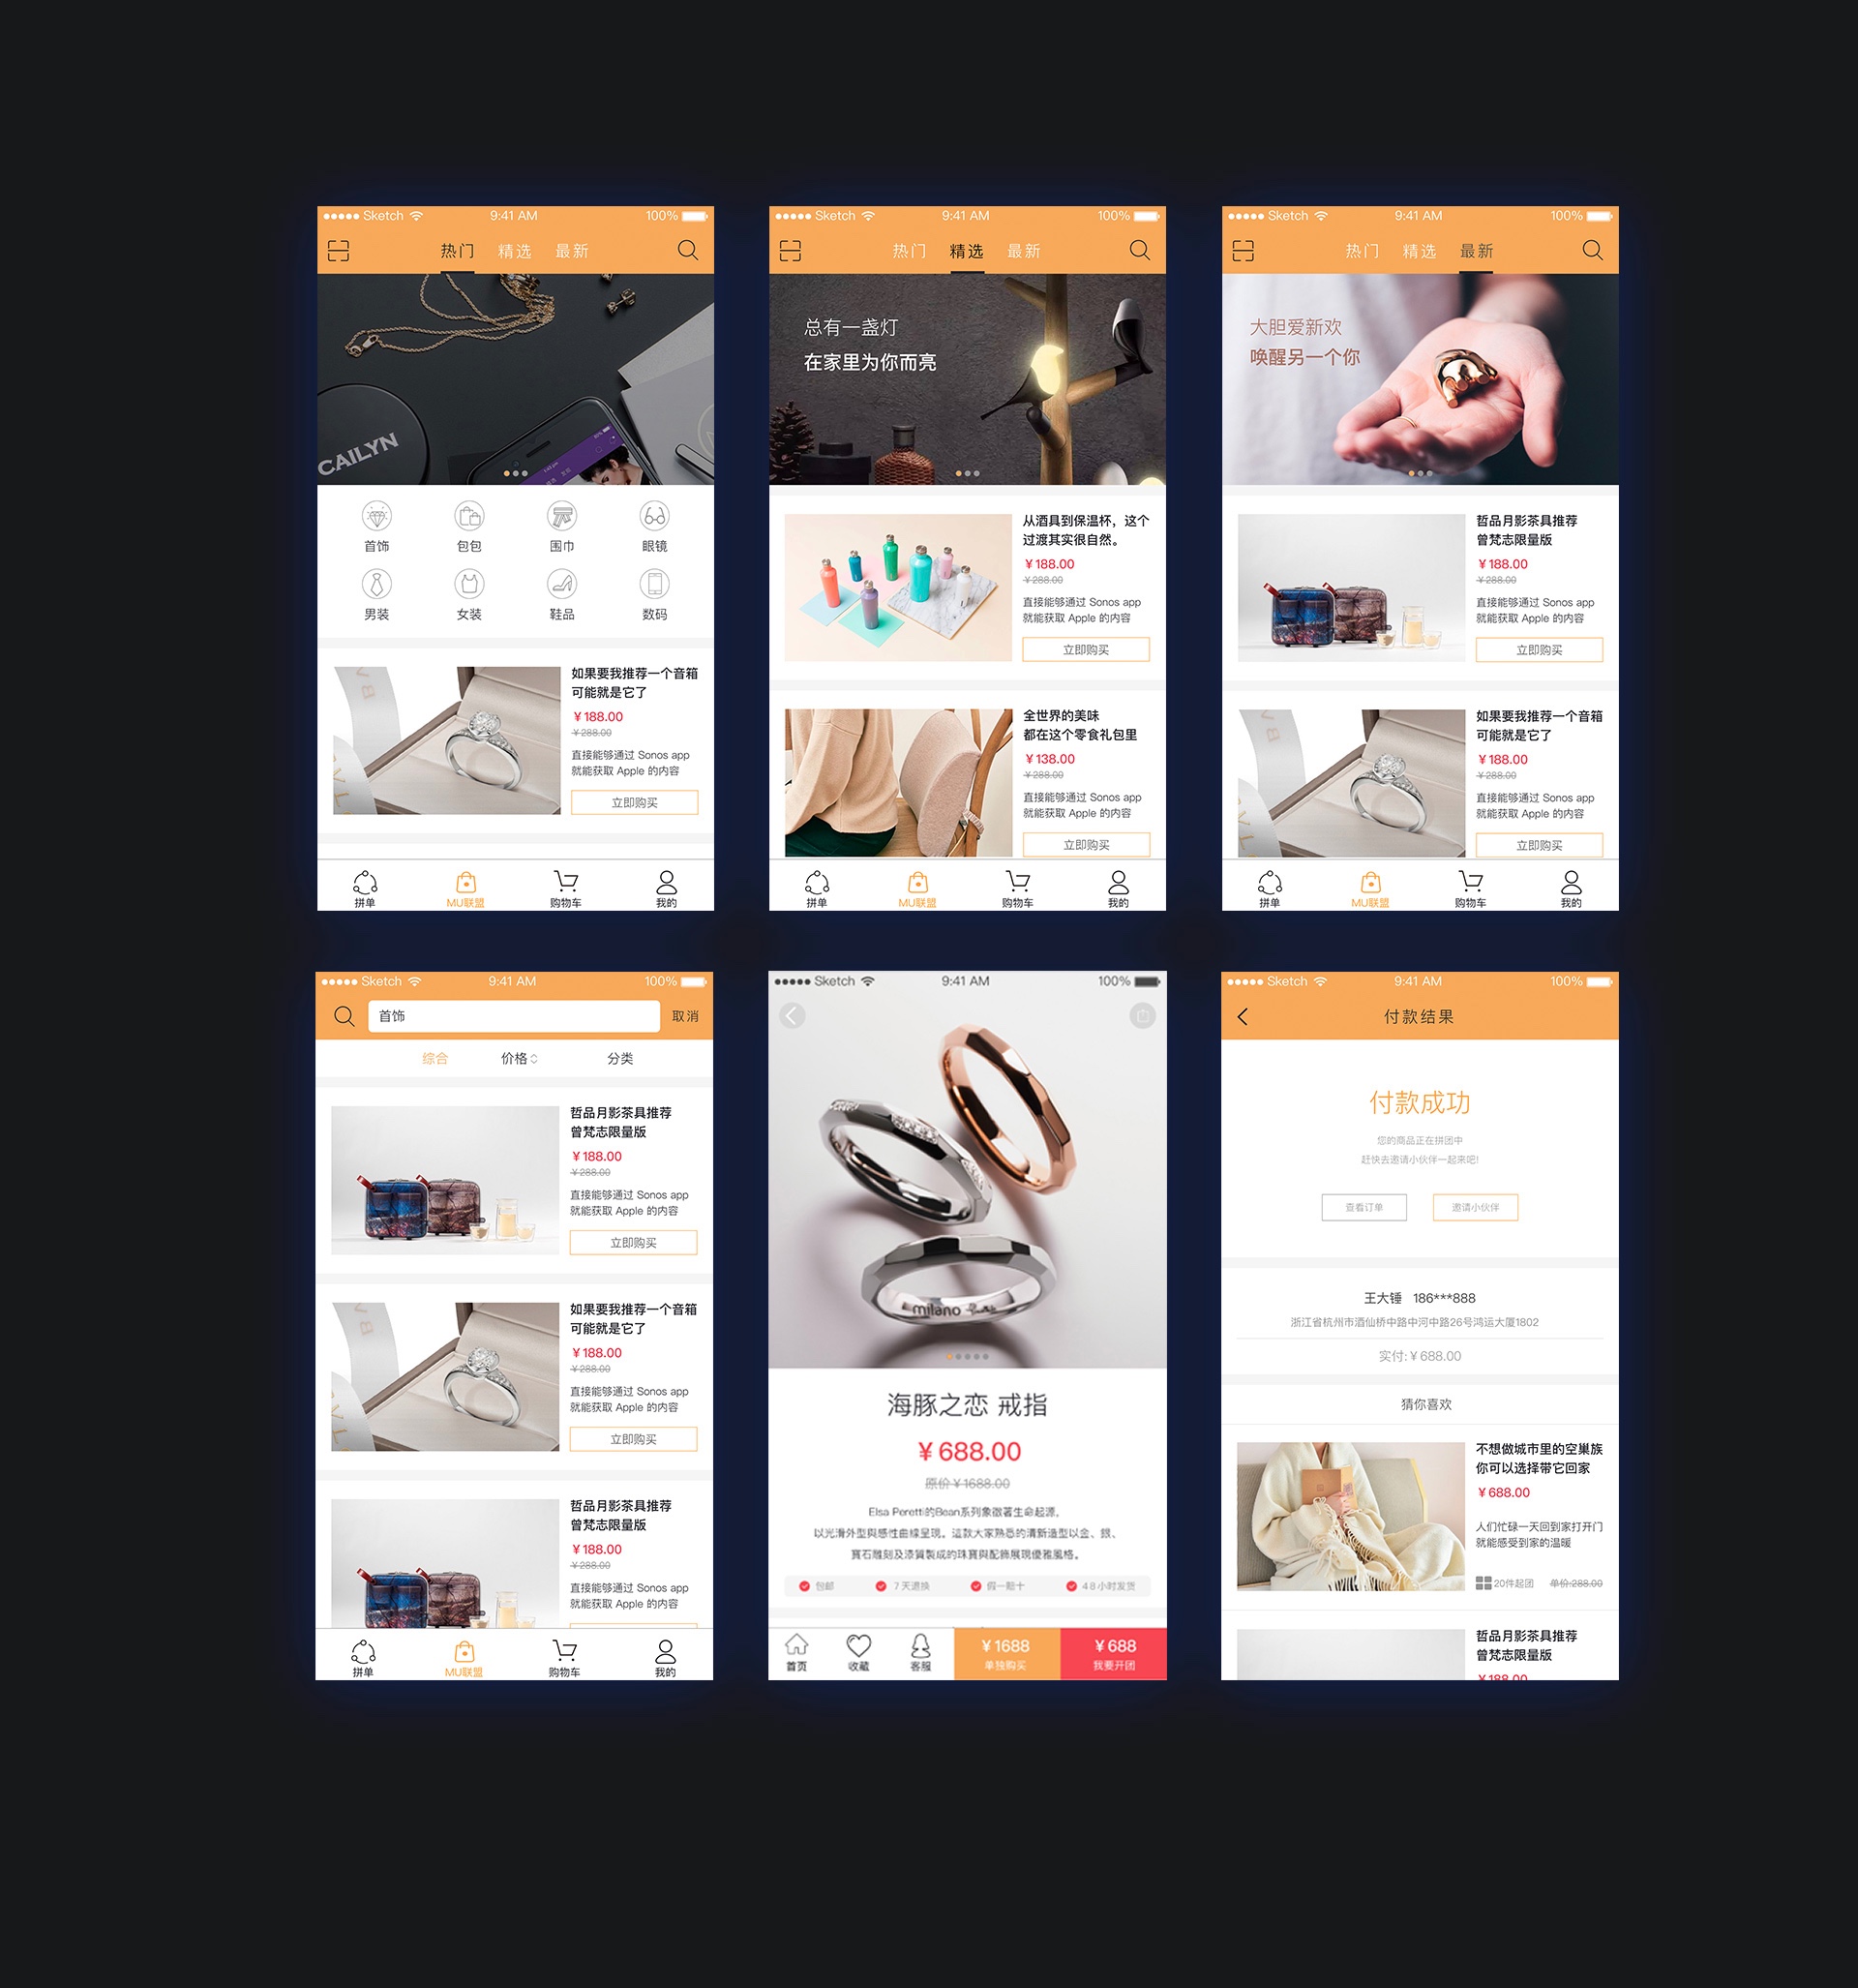 Sketch 9:41 AM 100%
热门 精选 最新
CAILYN
首饰 包包 围巾 眼镜
男装 女装 鞋品 数码
如果要我推荐一个音箱
可能就是它了
¥188.00
¥288.00
直接能够通过 Sonos app
就能获取 Apple 的内容
立即购买
拼单 MU联盟 购物车 我的
Sketch 9:41 AM 100%
热门 精选 最新
总有一盏灯
在家里为你而亮
从酒具到保温杯，这个
过渡其实很自然。
¥188.00
¥288.00
直接能够通过 Sonos app
就能获取 Apple 的内容
立即购买
全世界的美味
都在这个零食礼包里
¥138.00
¥288.00
直接能够通过 Sonos app
就能获取 Apple 的内容
立即购买
拼单 MU联盟 购物车 我的
Sketch 9:41 AM 100%
热门 精选 最新
大胆爱新欢
唤醒另一个你
哲品月影茶具推荐
曾梵志限量版
¥188.00
¥288.00
直接能够通过 Sonos app
就能获取 Apple 的内容
立即购买
如果要我推荐一个音箱
可能就是它了
¥188.00
¥288.00
直接能够通过 Sonos app
就能获取 Apple 的内容
立即购买
拼单 MU联盟 购物车 我的
Sketch 9:41 AM 100%
首饰 取消
综合 价格 分类
哲品月影茶具推荐
曾梵志限量版
¥188.00
¥288.00
直接能够通过 Sonos app
就能获取 Apple 的内容
立即购买
如果要我推荐一个音箱
可能就是它了
¥188.00
¥288.00
直接能够通过 Sonos app
就能获取 Apple 的内容
立即购买
哲品月影茶具推荐
曾梵志限量版
¥188.00
¥288.00
直接能够通过 Sonos app
就能获取 Apple 的内容
拼单 MU联盟 购物车 我的
Sketch 9:41 AM 100%
milano
海豚之恋 戒指
¥688.00
原价 ¥1688.00
Elsa Peretti的Bean系列象徵著生命起源，
以光滑外型與感性曲線呈現。這款大家熟悉的清新造型以金、銀、
寶石雕刻及漆質製成的珠寶與配飾展現優雅風格。
包邮 7天退换 假一赔十 48小时发货
首页 收藏 客服
¥1688
单独购买
¥688
我要开团
Sketch 9:41 AM 100%
付款结果
付款成功
您的商品正在拼团中
赶快去邀请小伙伴一起来吧!
查看订单 邀请小伙伴
王大锤 186***888
浙江省杭州市酒仙桥中路中河中路26号鸿运大厦1802
实付: ¥688.00
猜你喜欢
不想做城市里的空巢族
你可以选择带它回家
¥688.00
人们忙碌一天回到家打开门
就能感受到家的温暖
20件起团 单价:288.00
哲品月影茶具推荐
曾梵志限量版
¥188.00